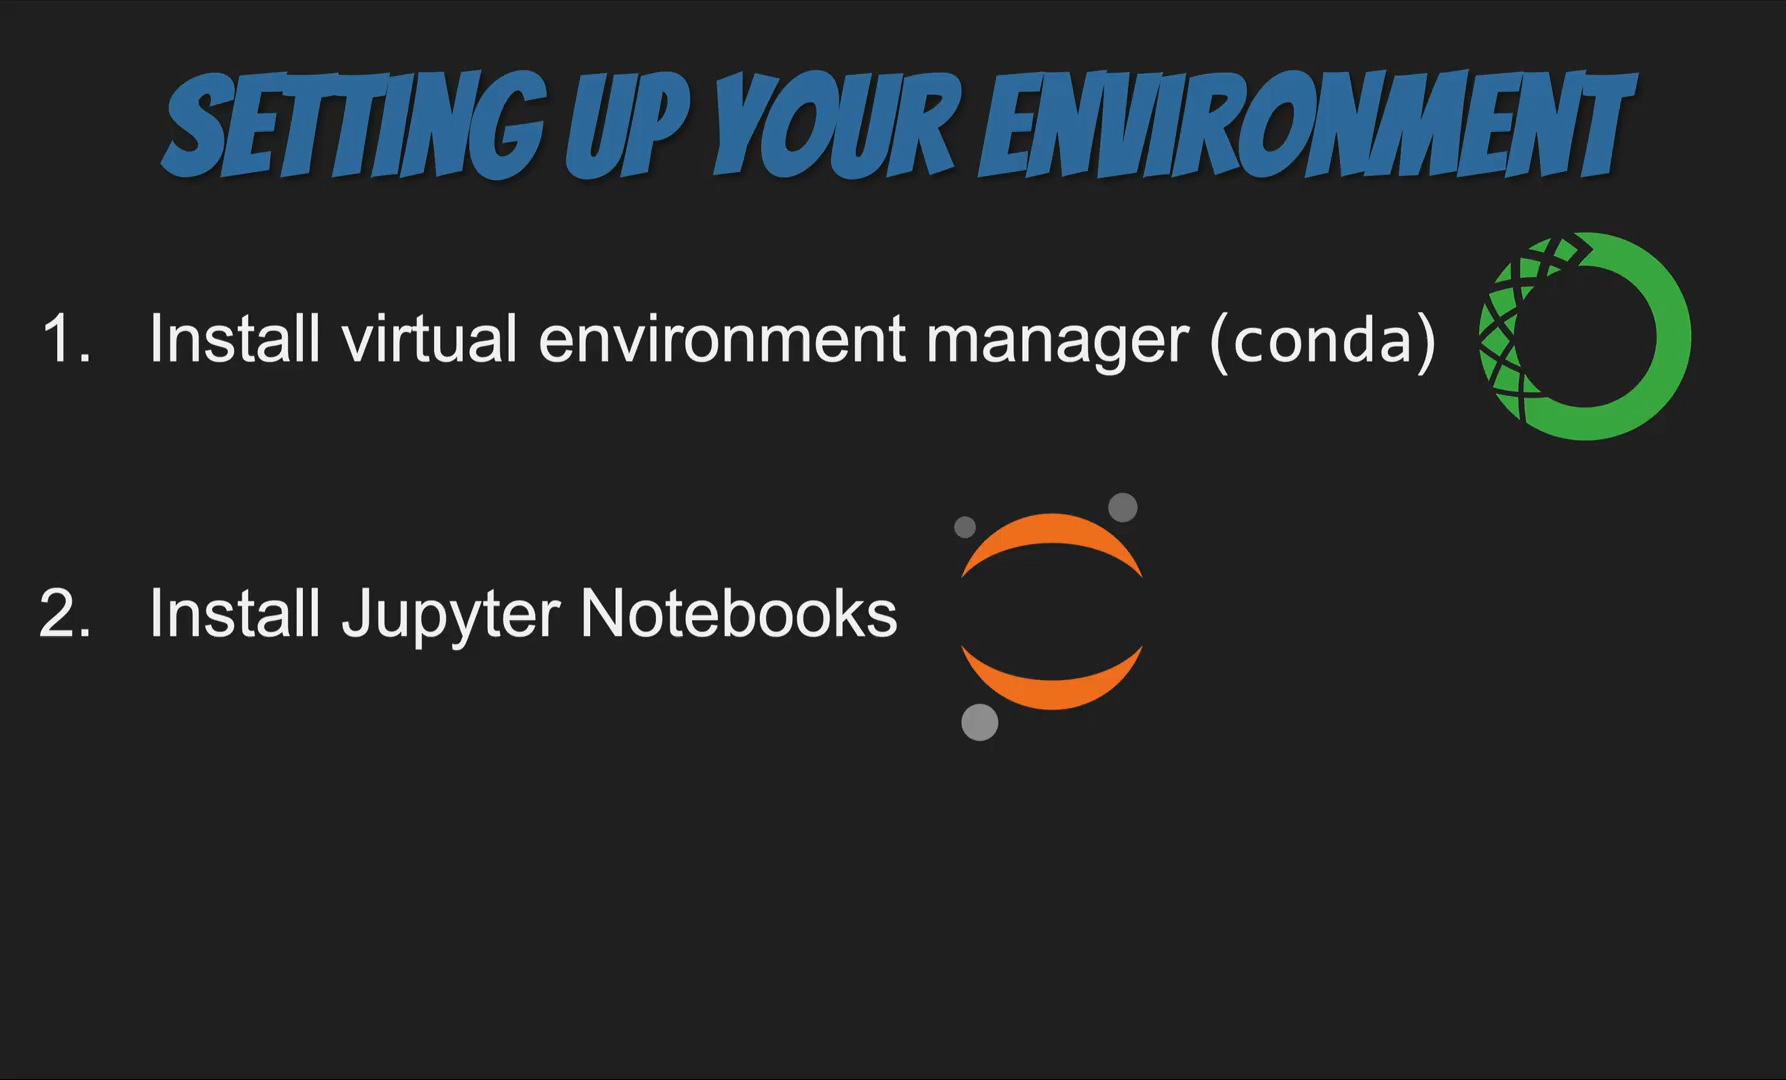 SETTING UP YOUR ENVIRONMENT
1. Install virtual environment manager (conda)
2. Install Jupyter Notebooks